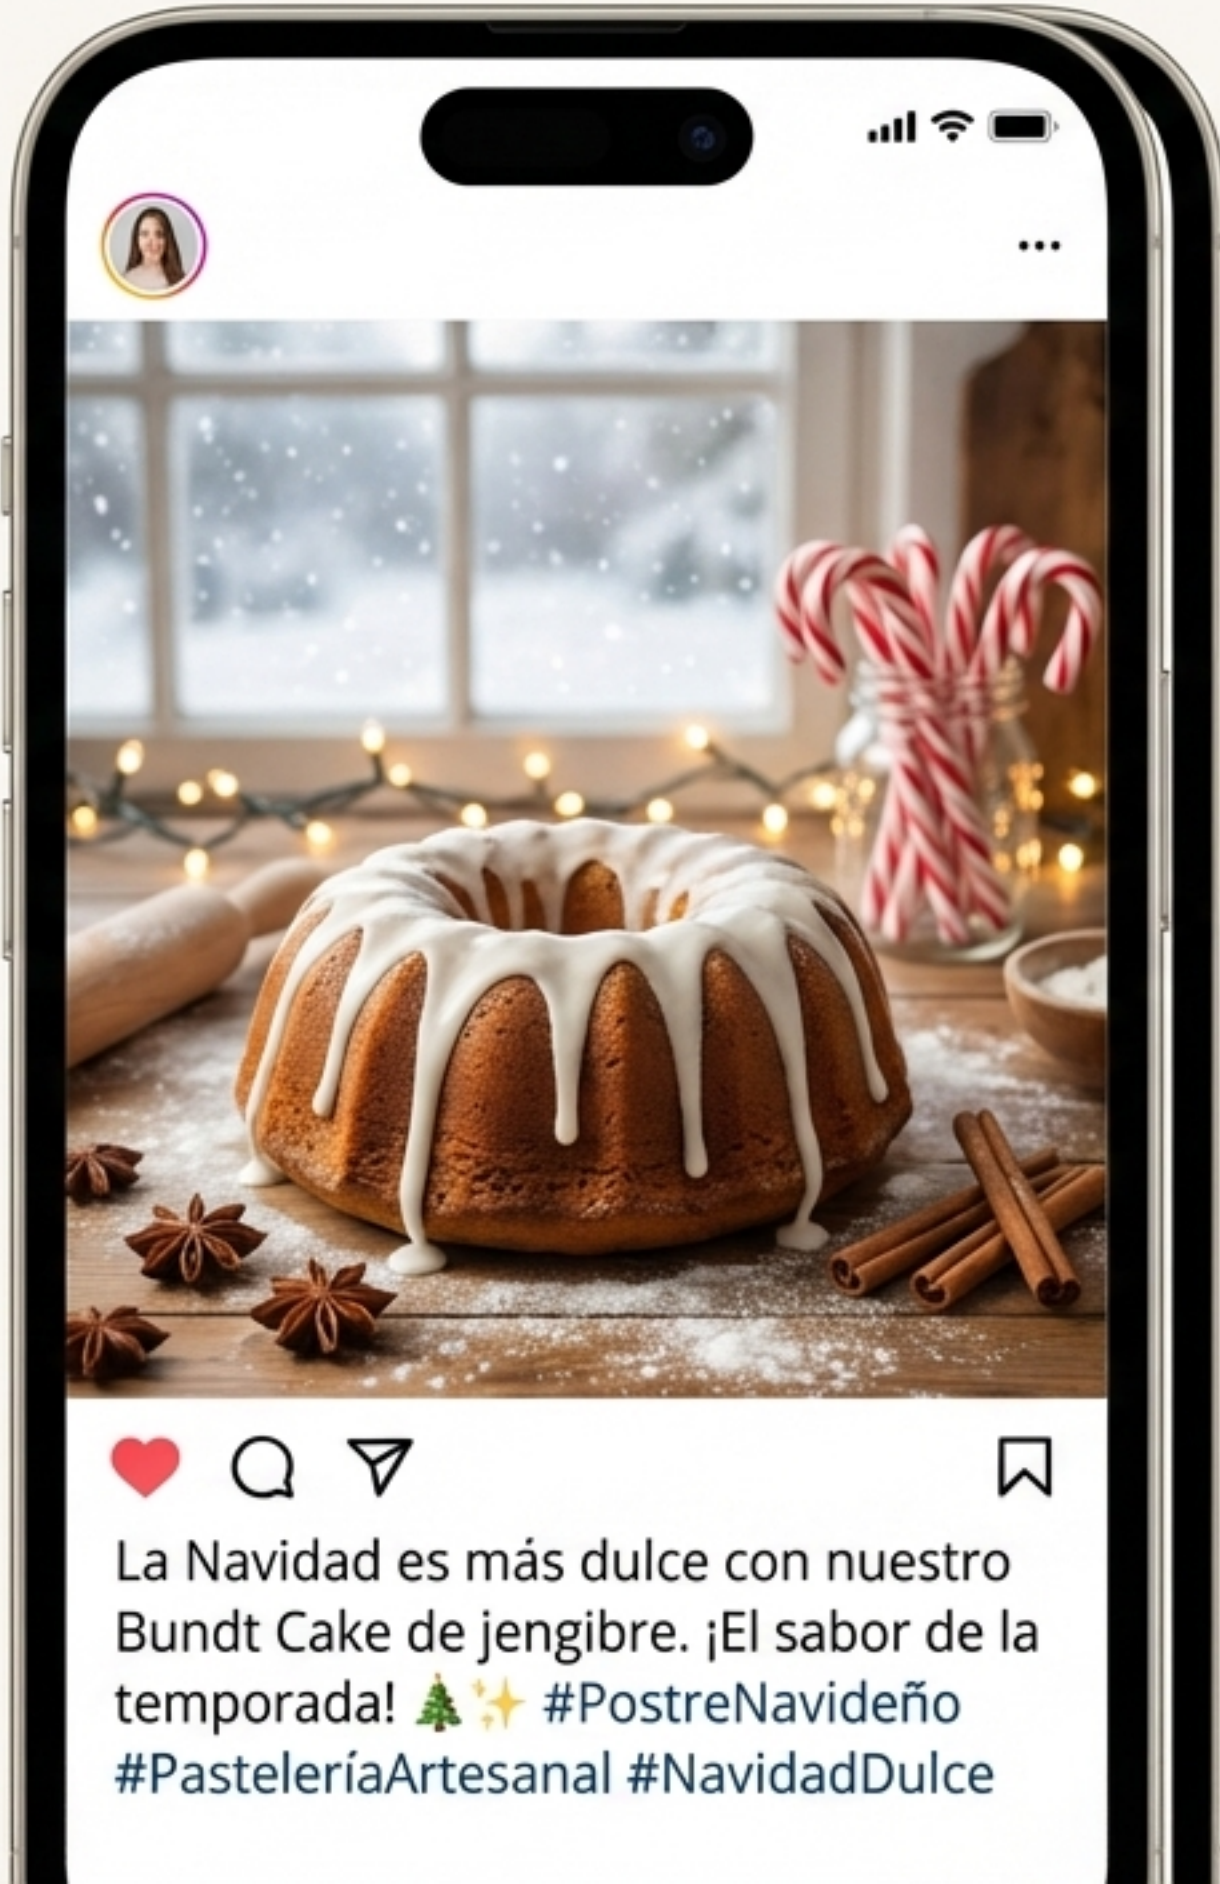 La Navidad es más dulce con nuestro
Bundt Cake de jengibre. ¡El sabor de la
temporada! 🎄✨ #PostreNavideño
#PasteleríaArtesanal #NavidadDulce